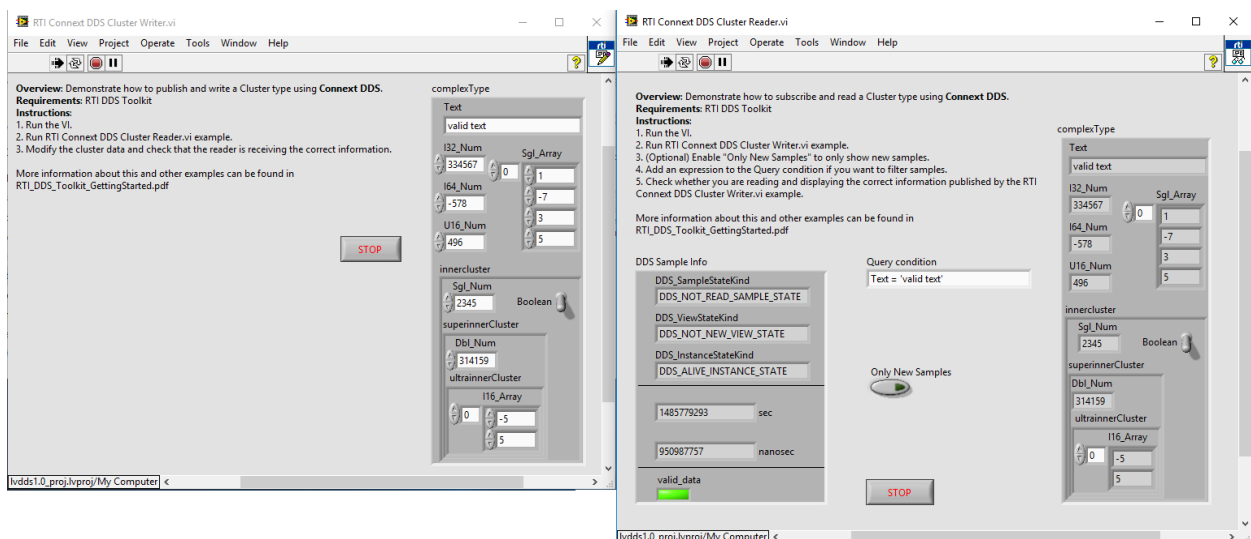 RTI Connext DDS Cluster Writer.vi
File Edit View Project Operate Tools Window Help
rti
Overview: Demonstrate how to publish and write a Cluster type using Connext DDS.
Requirements: RTI DDS Toolkit
Instructions:
1. Run the VI.
2. Run RTI Connext DDS Cluster Reader.vi example.
3. Modify the cluster data and check that the reader is receiving the correct information.
More information about this and other examples can be found in
RTI_DDS_Toolkit_GettingStarted.pdf
STOP
complexType
Text
valid text
I32_Num
334567
Sgl_Array
0
1
-7
3
5
I64_Num
-578
U16_Num
496
innercluster
Sgl_Num
2345
Boolean
superinnerCluster
Dbl_Num
314159
ultrainnerCluster
I16_Array
0
-5
5
lvdds1.0_proj.lvproj/My Computer
RTI Connext DDS Cluster Reader.vi
File Edit View Project Operate Tools Window Help
rti
Overview: Demonstrate how to subscribe and read a Cluster type using Connext DDS.
Requirements: RTI DDS Toolkit
Instructions:
1. Run the VI.
2. Run RTI Connext DDS Cluster Writer.vi example.
3. (Optional) Enable "Only New Samples" to only show new samples.
4. Add an expression to the Query condition if you want to filter samples.
5. Check whether you are reading and displaying the correct information published by the RTI
Connext DDS Cluster Writer.vi example.
More information about this and other examples can be found in
RTI_DDS_Toolkit_GettingStarted.pdf
DDS Sample Info
DDS_SampleStateKind
DDS_NOT_READ_SAMPLE_STATE
DDS_ViewStateKind
DDS_NOT_NEW_VIEW_STATE
DDS_InstanceStateKind
DDS_ALIVE_INSTANCE_STATE
1485779293 sec
950987757 nanosec
valid_data
Query condition
Text = 'valid text'
Only New Samples
STOP
complexType
Text
valid text
I32_Num
334567
Sgl_Array
0
1
-7
3
5
I64_Num
-578
U16_Num
496
innercluster
Sgl_Num
2345
Boolean
superinnerCluster
Dbl_Num
314159
ultrainnerCluster
I16_Array
0
-5
5
lvdds1.0_proj.lvproj/My Computer